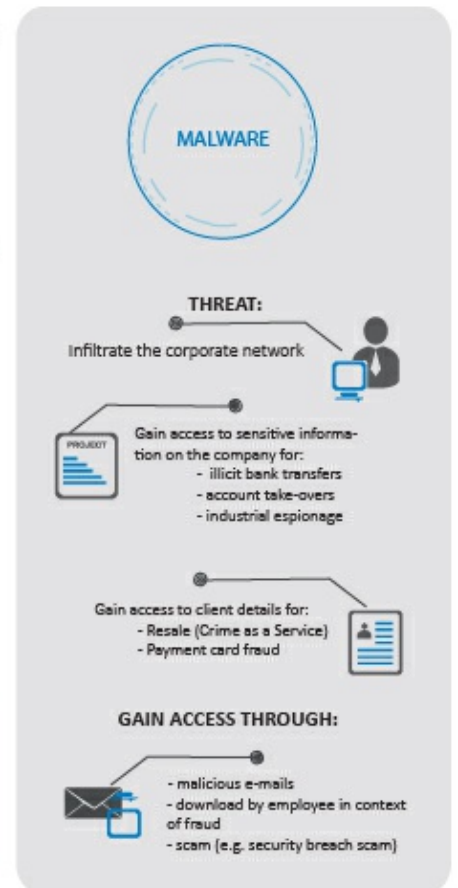 MALWARE
THREAT:
Infiltrate the corporate network
PROJECT
Gain access to sensitive informa-
tion on the company for:
- illicit bank transfers
- account take-overs
- industrial espionage
Gain access to client details for:
- Resale (Crime as a Service)
- Payment card fraud
GAIN ACCESS THROUGH:
- malicious e-mails
- download by employee in context
of fraud
- scam (e.g. security breach scam)